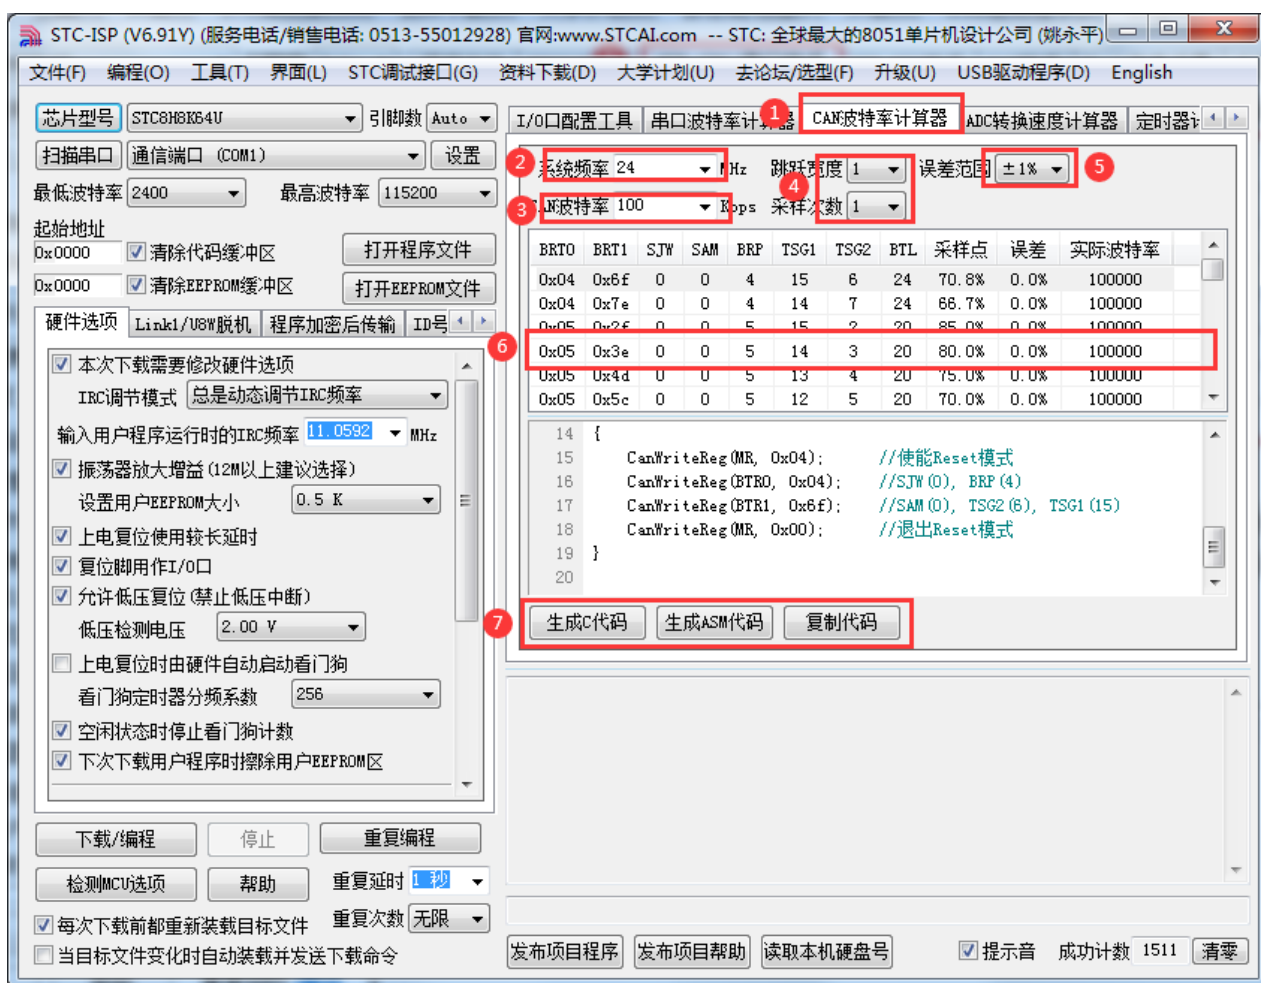 STC-ISP (V6.91Y) (服务电话/销售电话: 0513-55012928) 官网:www.STCAI.com -- STC: 全球最大的8051单片机设计公司 (姚永平)
文件(F) 编程(O) 工具(T) 界面(L) STC调试接口(G) 资料下载(D) 大学计划(U) 去论坛/选型(F) 升级(U) USB驱动程序(D) English
芯片型号 STC8H8K64U 引脚数 Auto
扫描串口 通信端口 (COM1) 设置
最低波特率 2400 最高波特率 115200
起始地址
0x0000 清除代码缓冲区 打开程序文件
0x0000 清除EEPROM缓冲区 打开EEPROM文件
硬件选项 Link1/U8W脱机 程序加密后传输 ID号
本次下载需要修改硬件选项
IRC调节模式 总是动态调节IRC频率
输入用户程序运行时的IRC频率 11.0592 MHz
振荡器放大增益(12M以上建议选择)
设置用户EEPROM大小 0.5 K
上电复位使用较长延时
复位脚用作I/O口
允许低压复位(禁止低压中断)
低压检测电压 2.00 V
上电复位时由硬件自动启动看门狗
看门狗定时器分频系数 256
空闲状态时停止看门狗计数
下次下载用户程序时擦除用户EEPROM区
下载/编程 停止 重复编程
检测MCU选项 帮助 重复延时 1 秒
每次下载前都重新装载目标文件 重复次数 无限
当目标文件变化时自动装载并发送下载命令
I/O口配置工具 串口波特率计算器 1 CAN波特率计算器 ADC转换速度计算器 定时器计
2 系统频率 24 MHz 跳跃宽度 1 误差范围 ±1% 5
3 CAN波特率 100 Kbps 4 采样次数 1
BRT0 BRT1 SJW SAM BRP TSG1 TSG2 BTL 采样点 误差 实际波特率
0x04 0x6f 0 0 4 15 6 24 70.8% 0.0% 100000
0x04 0x7e 0 0 4 14 7 24 66.7% 0.0% 100000
0x05 0x2f 0 0 5 15 2 20 85.0% 0.0% 100000
6 0x05 0x3e 0 0 5 14 3 20 80.0% 0.0% 100000
0x05 0x4d 0 0 5 13 4 20 75.0% 0.0% 100000
0x05 0x5c 0 0 5 12 5 20 70.0% 0.0% 100000
14 {
15 CanWriteReg(MR, 0x04); //使能Reset模式
16 CanWriteReg(BTR0, 0x04); //SJW(0), BRP(4)
17 CanWriteReg(BTR1, 0x6f); //SAM(0), TSG2(6), TSG1(15)
18 CanWriteReg(MR, 0x00); //退出Reset模式
19 }
20
7 生成C代码 生成ASM代码 复制代码
发布项目程序 发布项目帮助 读取本机硬盘号 提示音 成功计数 1511 清零